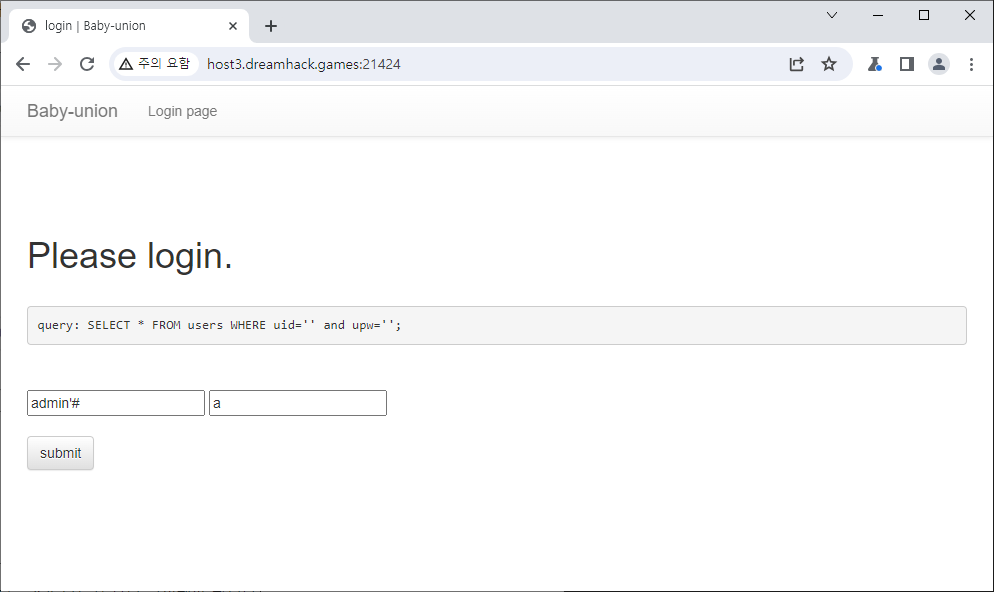 login | Baby-union
주의 요함 host3.dreamhack.games:21424
Baby-union Login page
Please login.
query: SELECT * FROM users WHERE uid='' and upw='';
admin'# a
submit